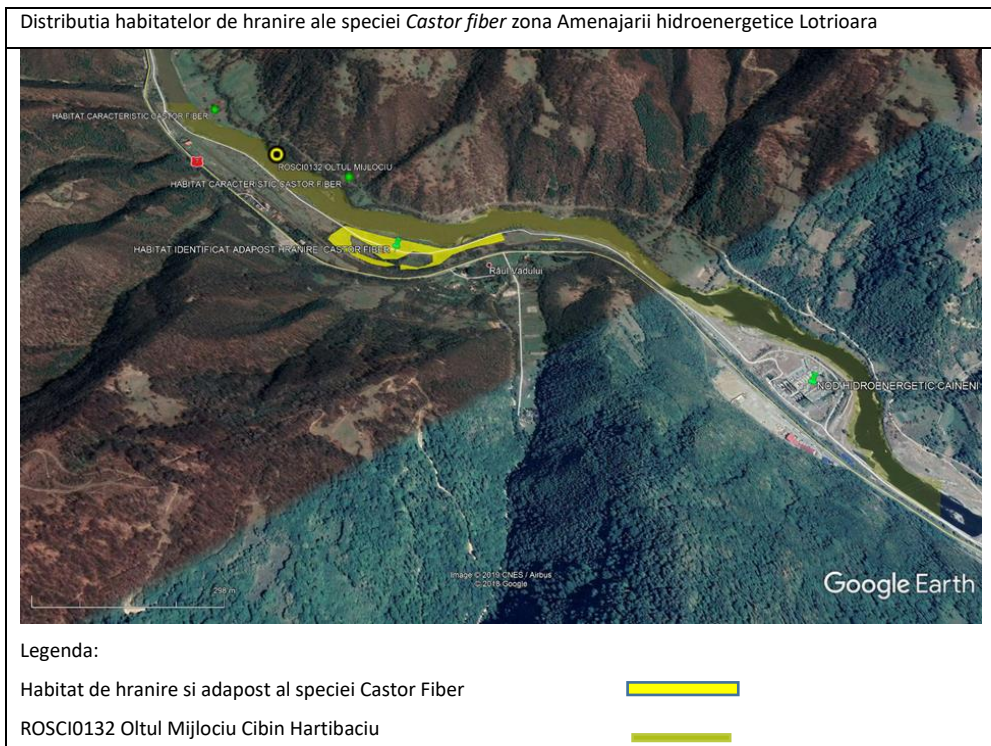 Distributia habitatelor de hranire ale speciei Castor fiber zona Amenajarii hidroenergetice Lotrioara
HABITAT CARACTERISTIC CASTOR FIBER
ROSCI0132 OLTUL MIJLOCIU
HABITAT CARACTERISTIC CASTOR FIBER
HABITAT IDENTIFICAT ADAPOST HRANIRE CASTOR FIBER
Râul Vadului
NOD HIDROENERGETIC CAINENI
Image © 2019 CNES / Airbus
© 2018 Google
Google Earth
298 m
Legenda:
Habitat de hranire si adapost al speciei Castor Fiber
ROSCI0132 Oltul Mijlociu Cibin Hartibaciu